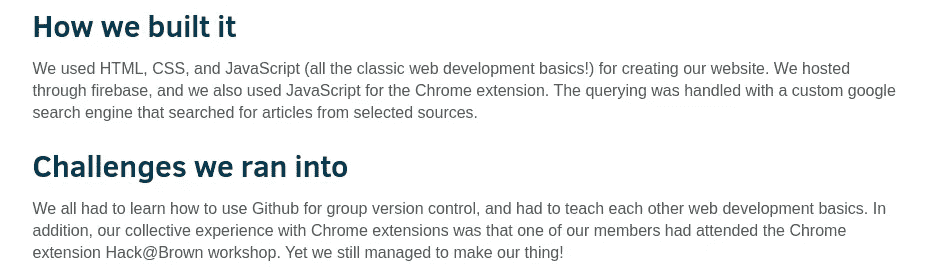 How we built it
We used HTML, CSS, and JavaScript (all the classic web development basics!) for creating our website. We hosted
through firebase, and we also used JavaScript for the Chrome extension. The querying was handled with a custom google
search engine that searched for articles from selected sources.
Challenges we ran into
We all had to learn how to use Github for group version control, and had to teach each other web development basics. In
addition, our collective experience with Chrome extensions was that one of our members had attended the Chrome
extension Hack@Brown workshop. Yet we still managed to make our thing!